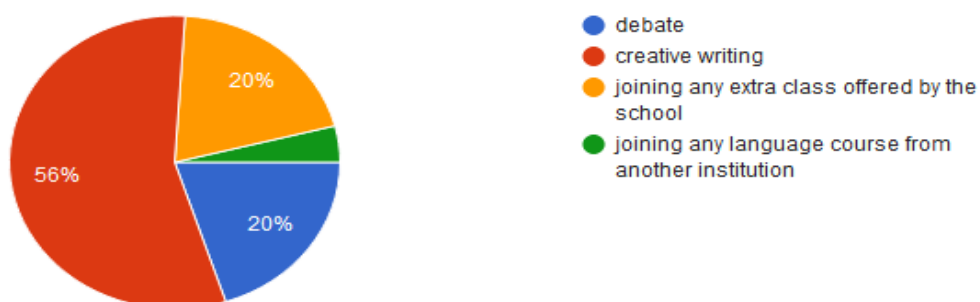 debate
creative writing
joining any extra class offered by the
school
joining any language course from
another institution
20%
56%
20%